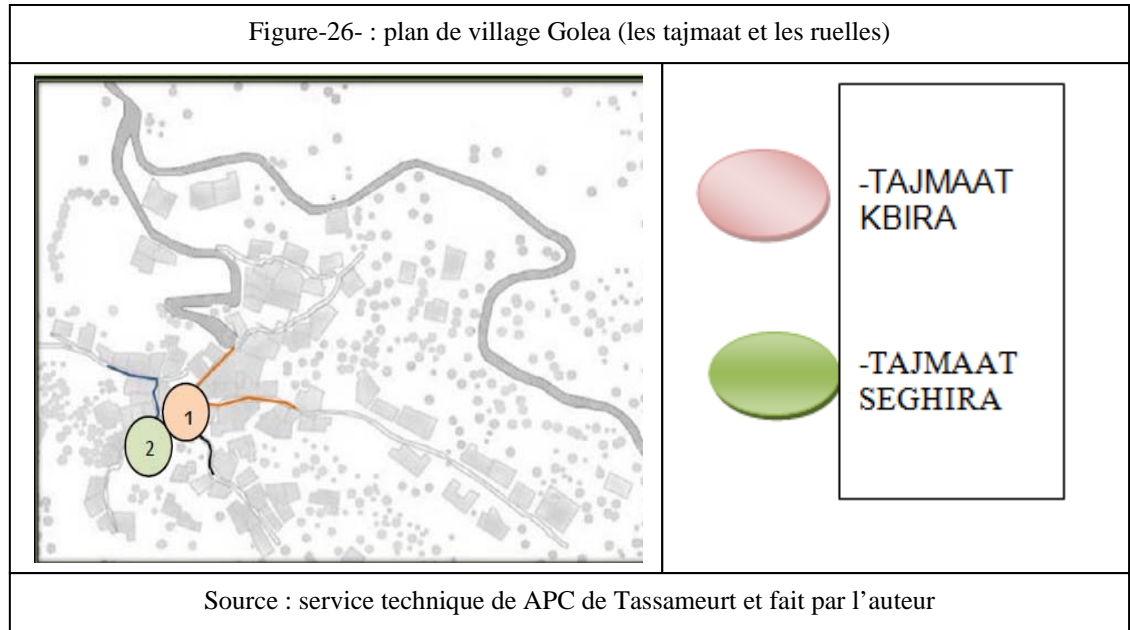 Figure-26- : plan de village Golea (les tajmaat et les ruelles)
1
2
-TAJMAAT
KBIRA
-TAJMAAT
SEGHIRA
Source : service technique de APC de Tassameurt et fait par l’auteur